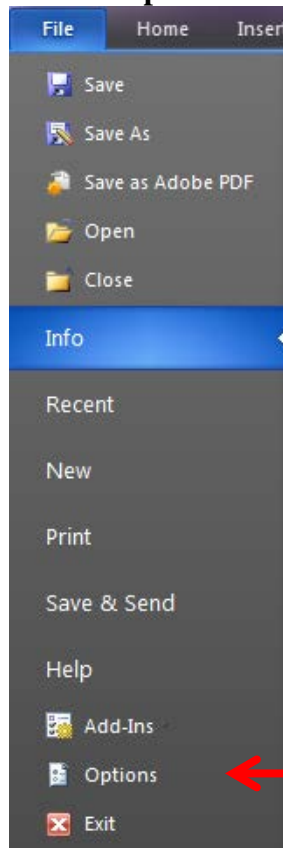 File Home Inser
Save
Save As
Save as Adobe PDF
Open
Close
Info
Recent
New
Print
Save & Send
Help
Add-Ins
Options
Exit